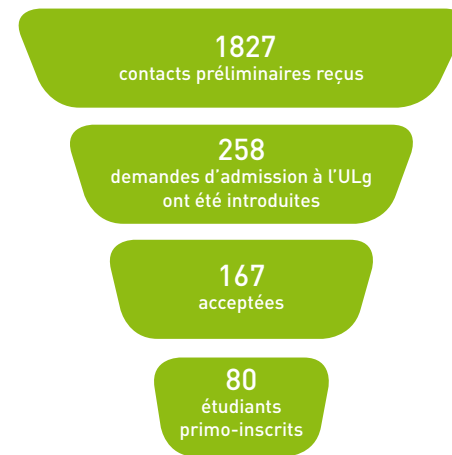 1827
contacts préliminaires reçus
258
demandes d'admission à l'ULg
ont été introduites
167
acceptées
80
étudiants
primo-inscrits